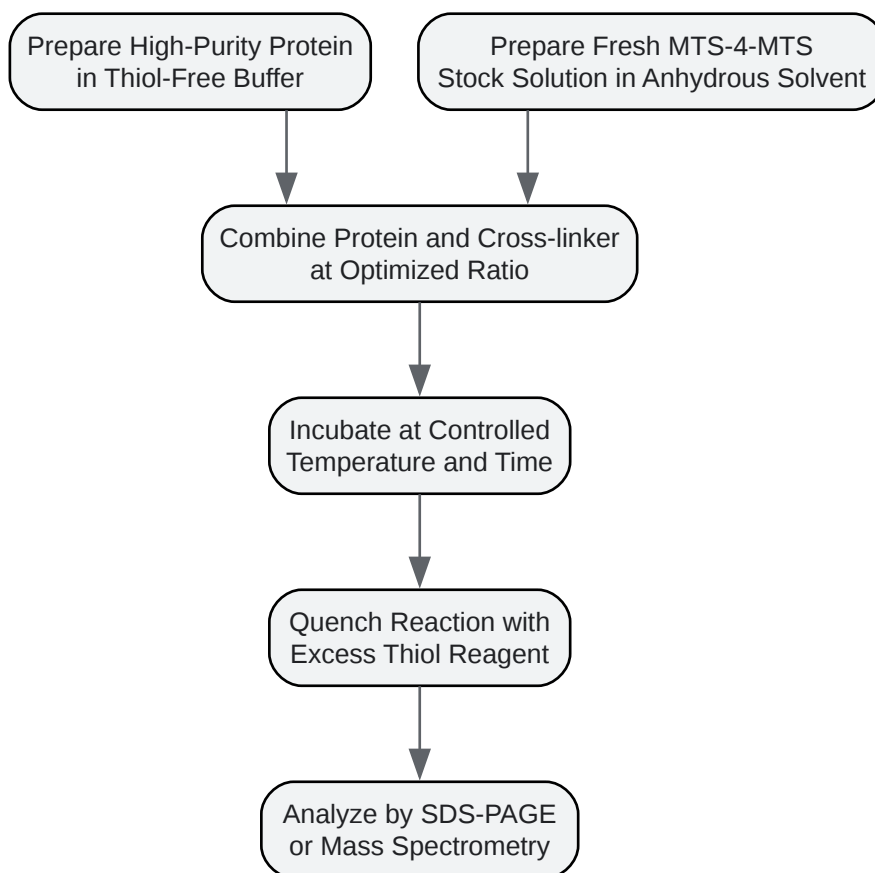 Prepare High-Purity Protein
in Thiol-Free Buffer
Prepare Fresh MTS-4-MTS
Stock Solution in Anhydrous Solvent
Combine Protein and Cross-linker
at Optimized Ratio
Incubate at Controlled
Temperature and Time
Quench Reaction with
Excess Thiol Reagent
Analyze by SDS-PAGE
or Mass Spectrometry